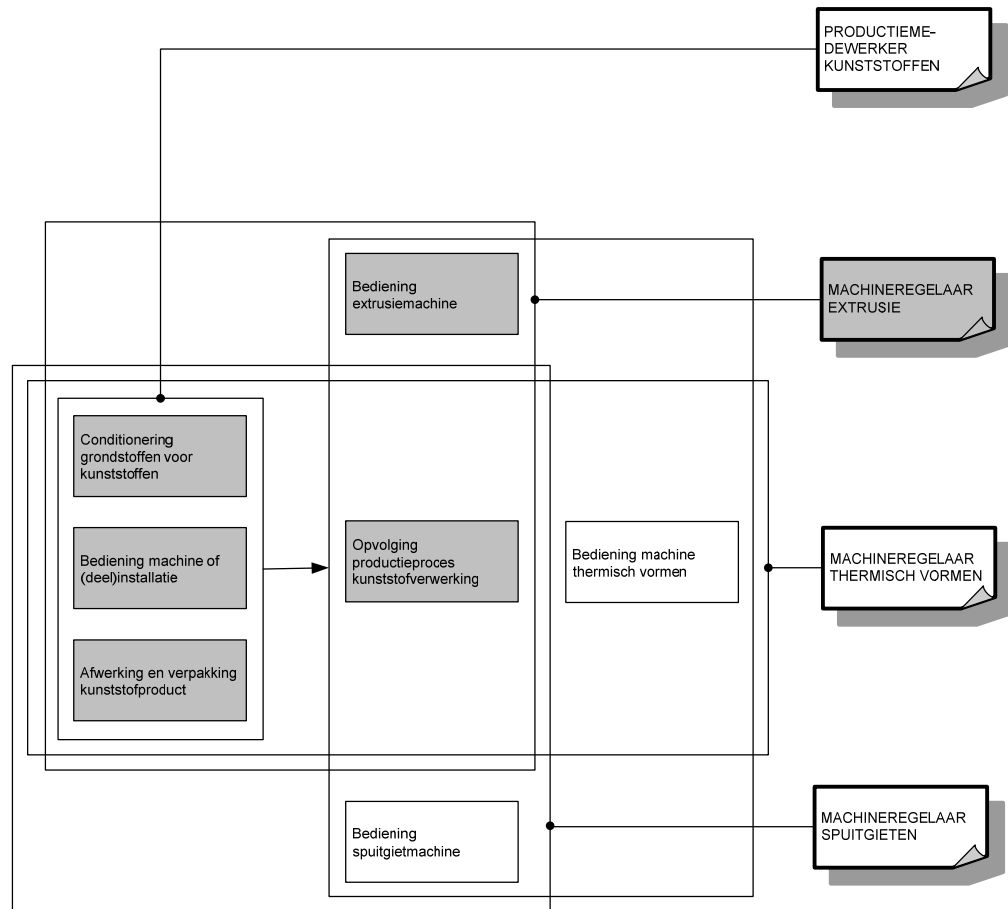 PRODUCTIEME-
DEWERKER
KUNSTSTOFFEN
Bediening
extrusiemachine
MACHINEREGELAAR
EXTRUSIE
Conditionering
grondstoffen voor
kunststoffen
Bediening machine of
(deel)installatie
Afwerking en verpakking
kunststofproduct
Opvolging
productieproces
kunststofverwerking
Bediening machine
thermisch vormen
MACHINEREGELAAR
THERMISCH VORMEN
Bediening
spuitgietmachine
MACHINEREGELAAR
SPUITGIETEN